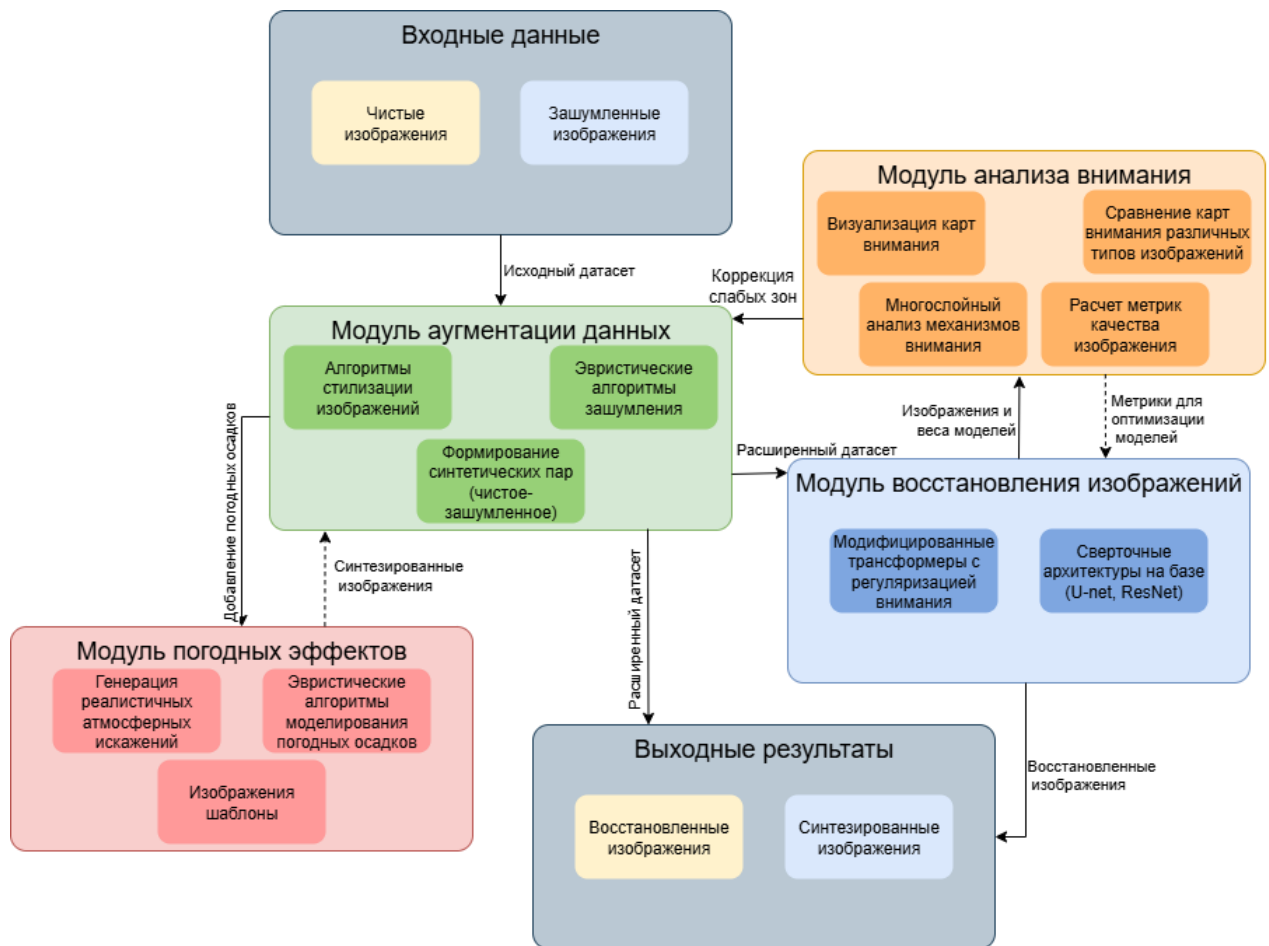 Входные данные
Чистые
изображения
Зашумленные
изображения
Исходный датасет
Модуль анализа внимания
Визуализация карт
внимания
Сравнение карт
внимания различных
типов изображений
Многослойный
анализ механизмов
внимания
Расчет метрик
качества
изображения
Коррекция
слабых зон
Модуль аугментации данных
Алгоритмы
стилизации
изображений
Эвристические
алгоритмы
зашумления
Формирование
синтетических пар
(чистое-
зашумленное)
Изображения и
веса моделей
Метрики для
оптимизации
моделей
Расширенный датасет
Добавление погодных осадков
Синтезированные
изображения
Расширенный датасет
Модуль восстановления изображений
Модифицированные
трансформеры с
регуляризацией
внимания
Сверточные
архитектуры на базе
(U-net, ResNet)
Модуль погодных эффектов
Генерация
реалистичных
атмосферных
искажений
Эвристические
алгоритмы
моделирования
погодных осадков
Изображения
шаблоны
Восстановленные
изображения
Выходные результаты
Восстановленные
изображения
Синтезированные
изображения